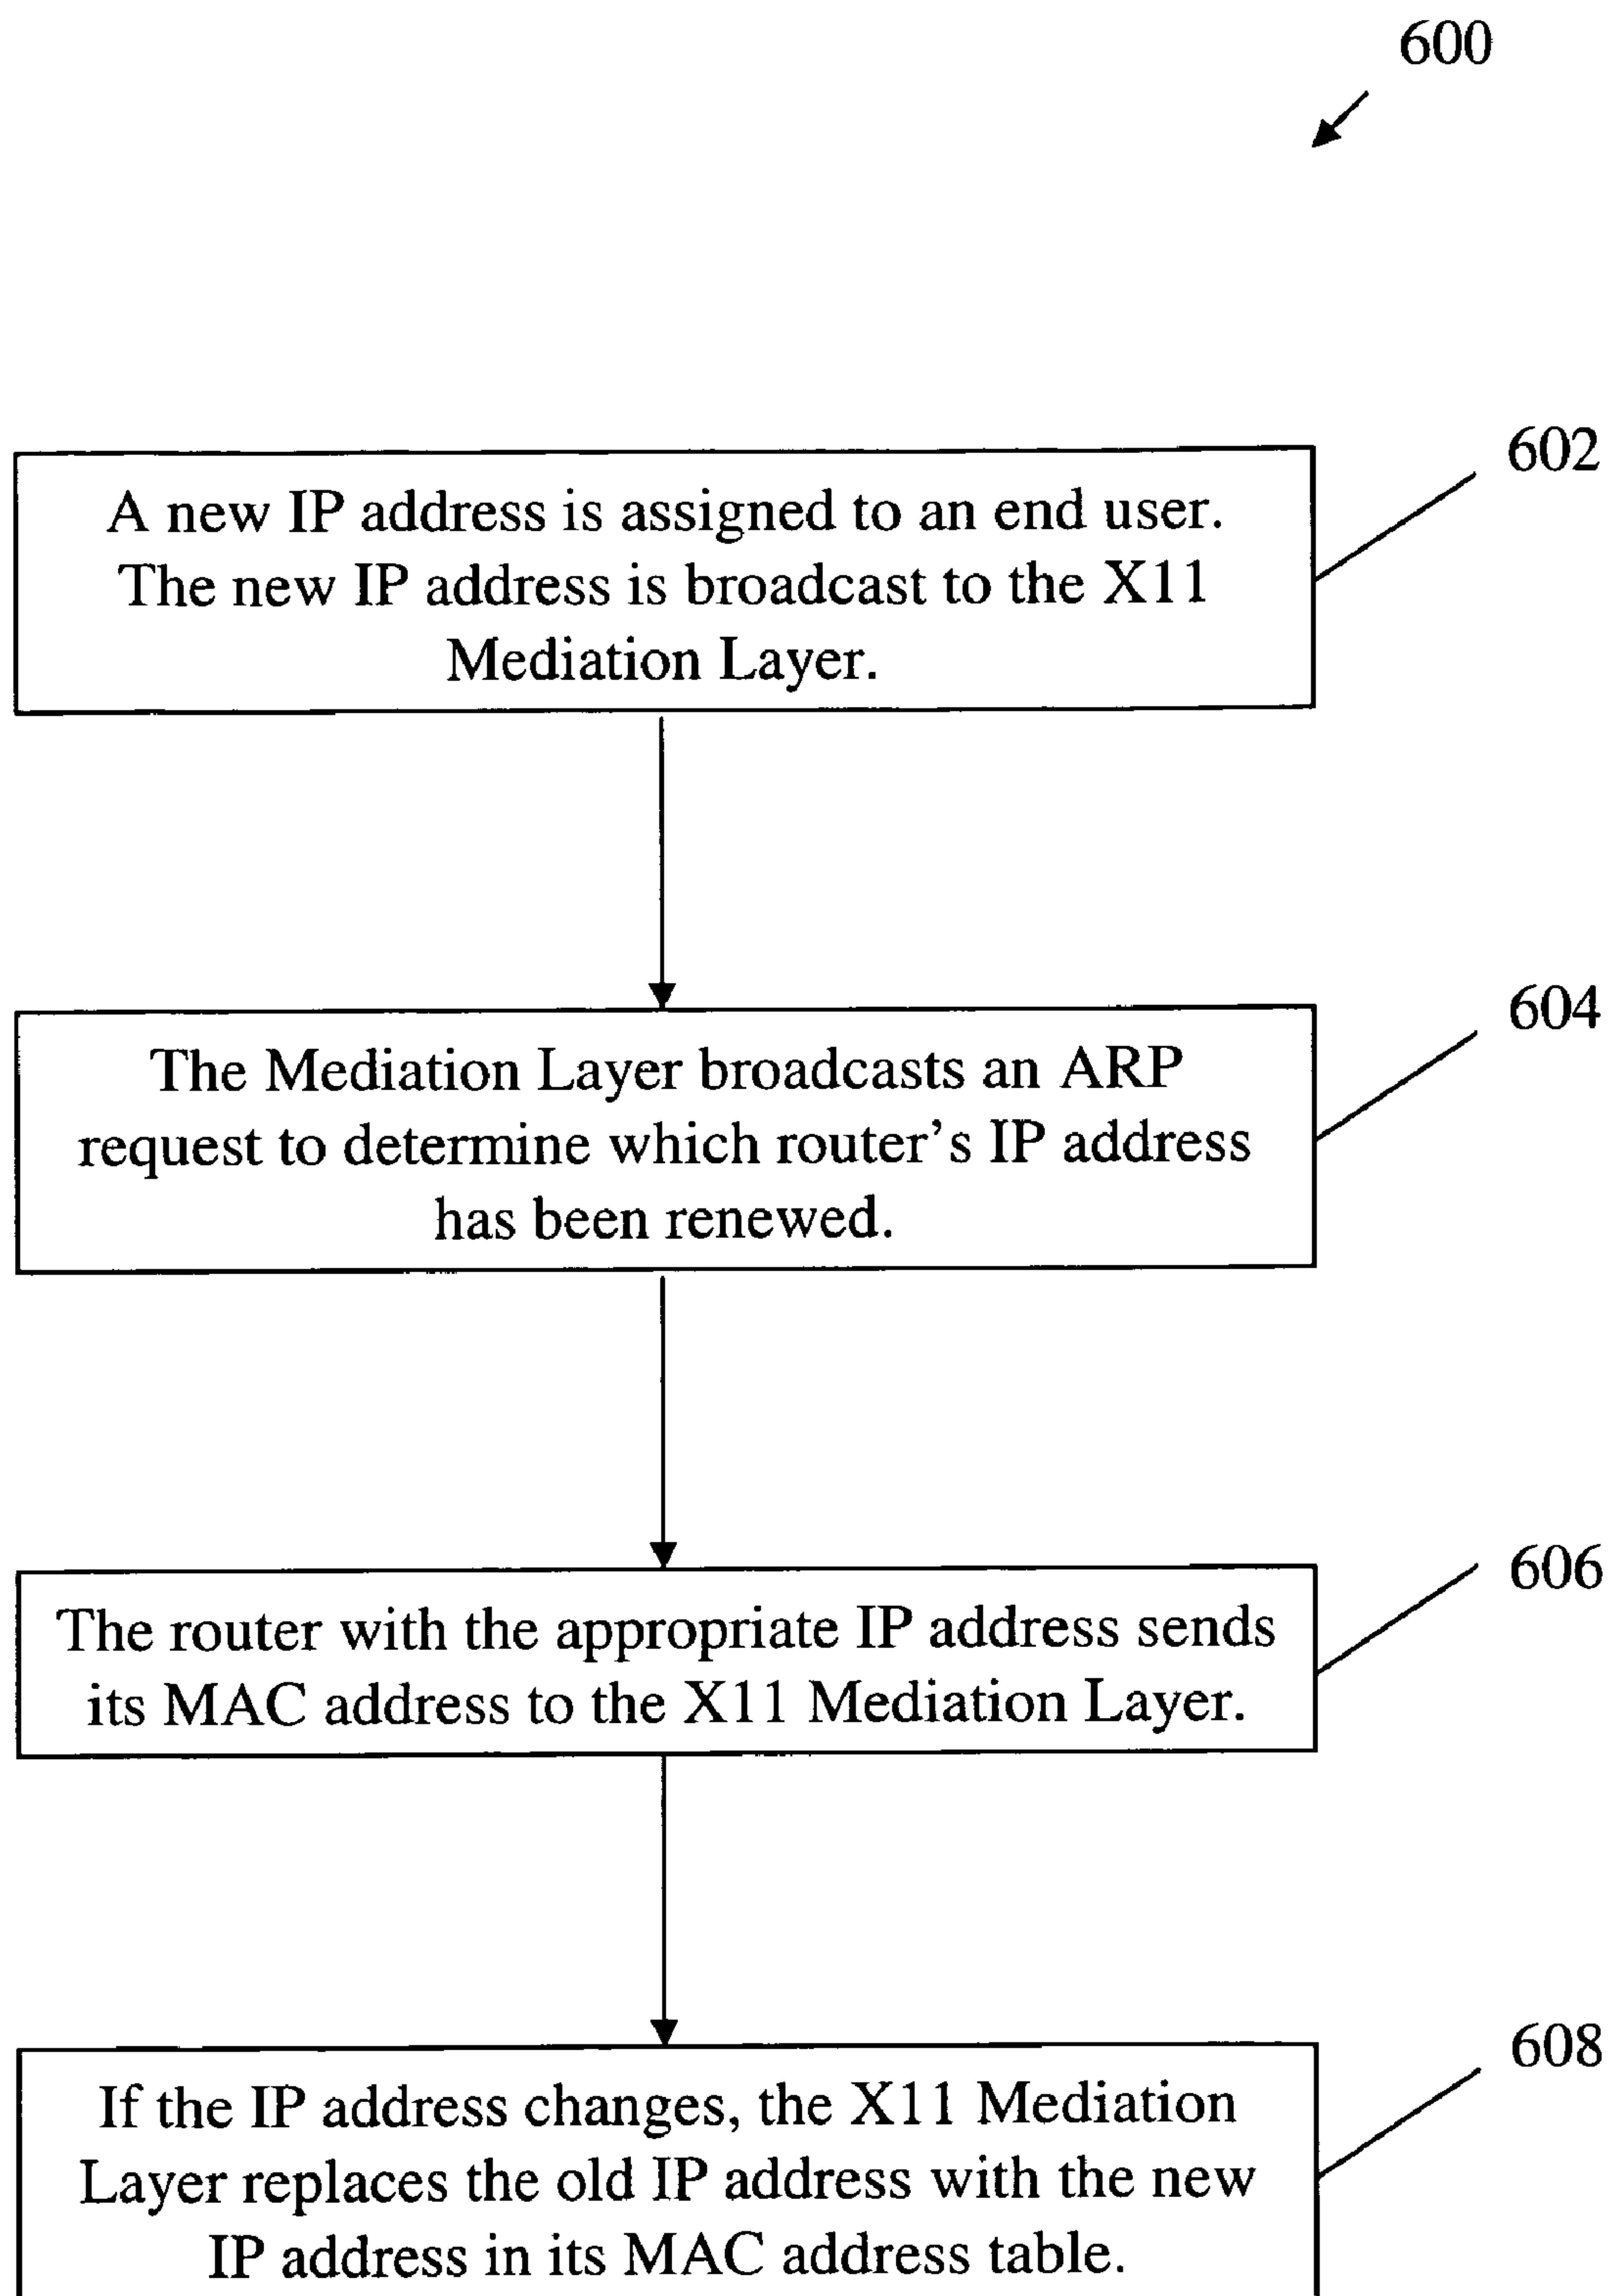 600
602
A new IP address is assigned to an end user.
The new IP address is broadcast to the X11
Mediation Layer.
604
The Mediation Layer broadcasts an ARP
request to determine which router's IP address
has been renewed.
606
The router with the appropriate IP address sends
its MAC address to the X11 Mediation Layer.
608
If the IP address changes, the X11 Mediation
Layer replaces the old IP address with the new
IP address in its MAC address table.